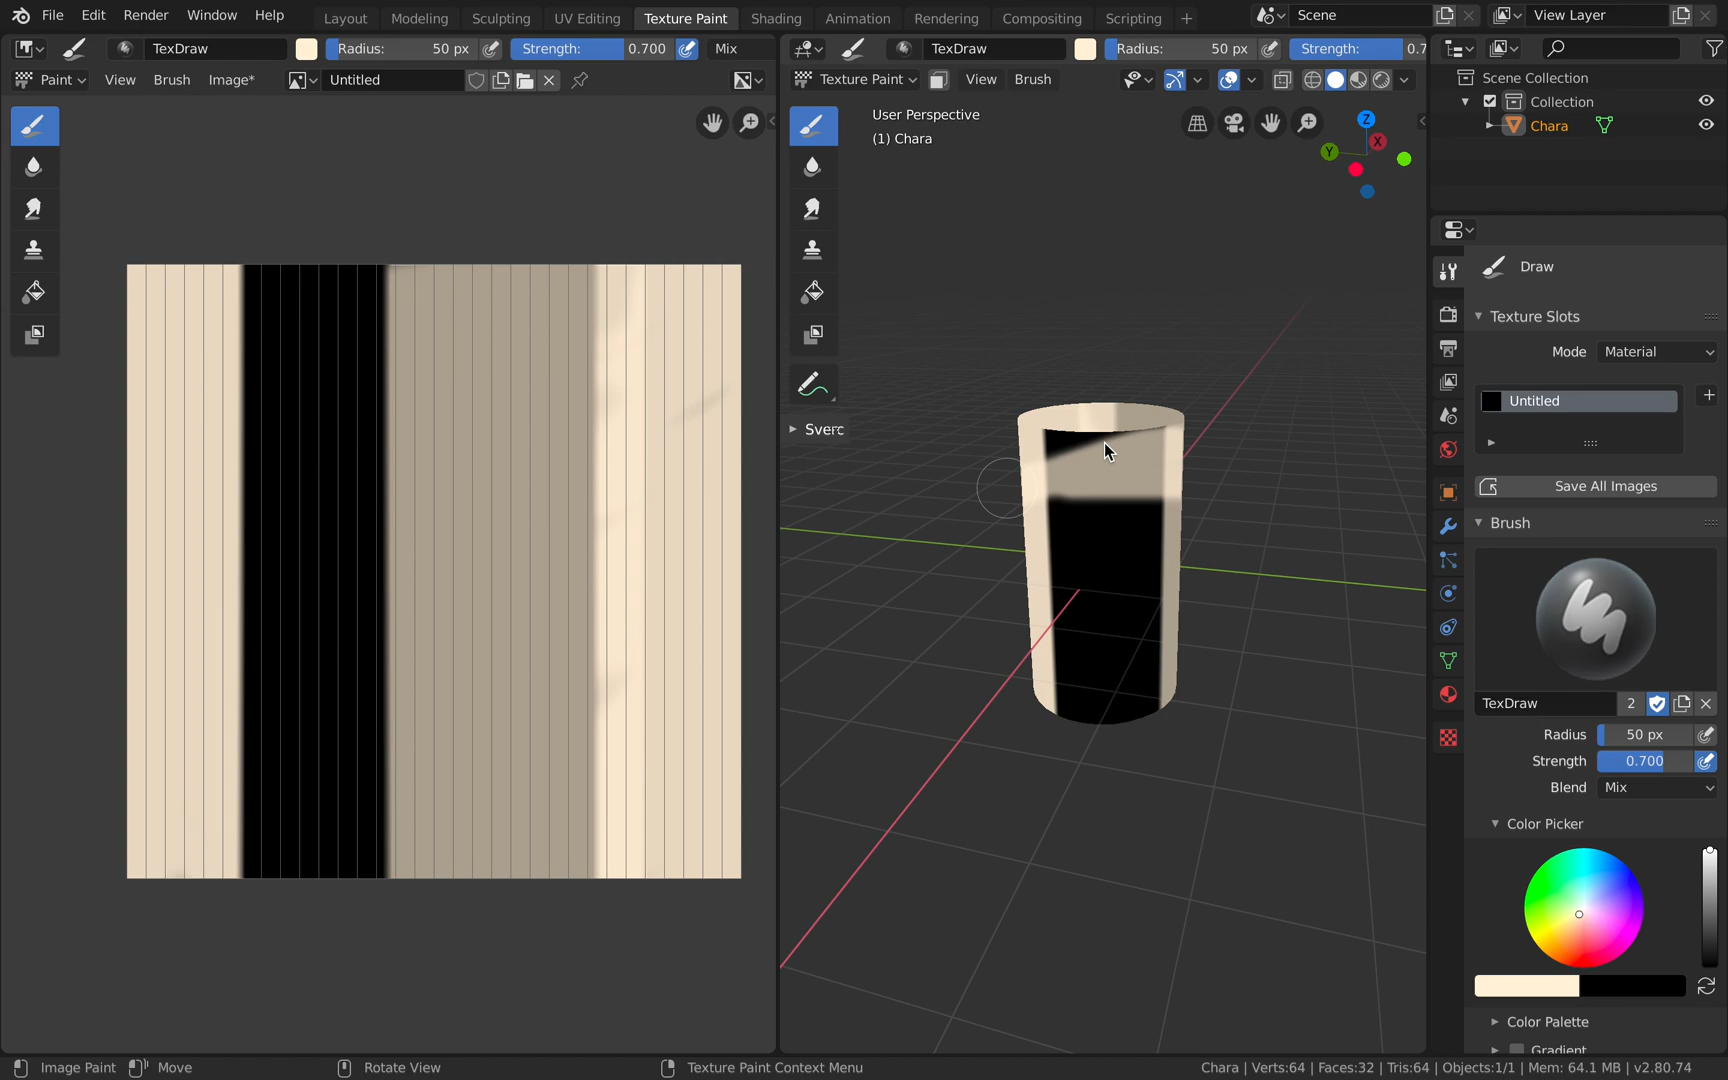 File Edit Render Window Help Layout Modeling Sculpting UV Editing Texture Paint Shading Animation Rendering Compositing Scripting + Scene View Layer
TexDraw Radius: 50 px Strength: 0.700 Mix
Paint View Brush Image* Untitled
TexDraw Radius: 50 px Strength: 0.7
Texture Paint View Brush
User Perspective
(1) Chara
Z
X
Y
Sverc
Scene Collection
Collection
Chara
Draw
Texture Slots
Mode Material
Untitled
Save All Images
Brush
TexDraw 2
Radius 50 px
Strength 0.700
Blend Mix
Color Picker
Color Palette
Gradient
Image Paint Move Rotate View Texture Paint Context Menu Chara | Verts:64 | Faces:32 | Tris:64 | Objects:1/1 | Mem: 64.1 MB | v2.80.74